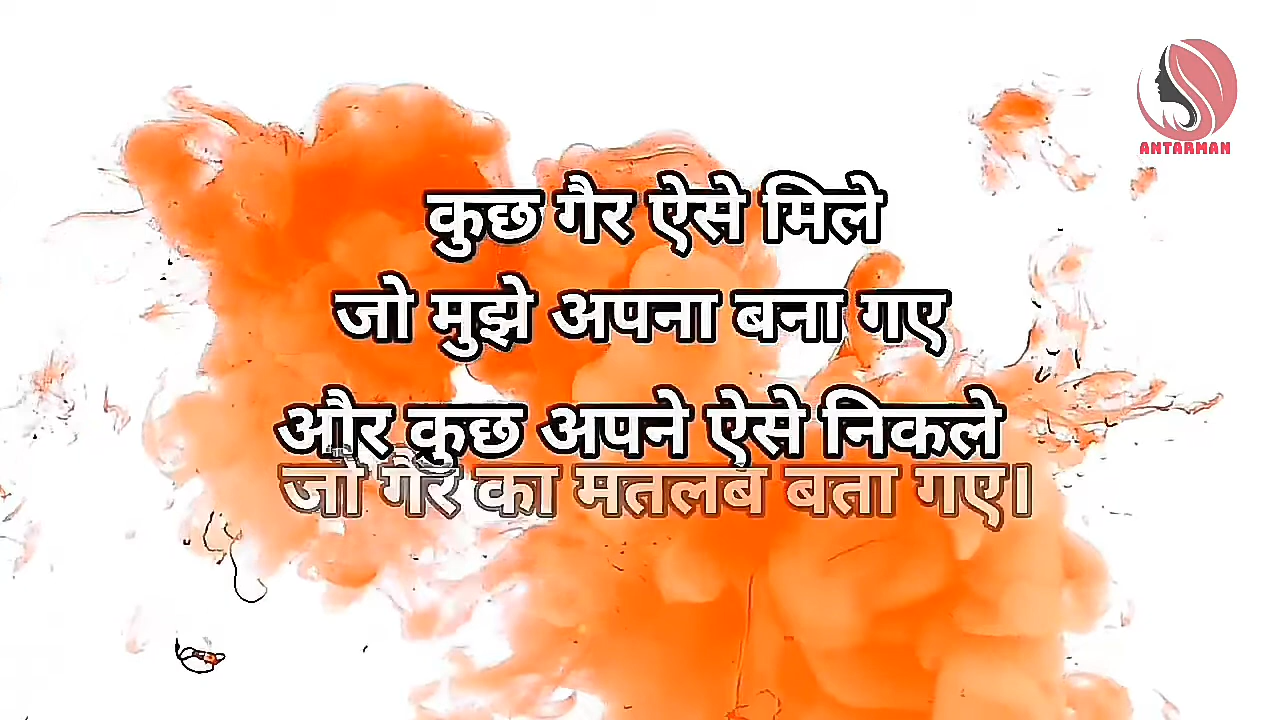 ANTARMAN
कुछ गैर ऐसे मिले
जो मुझे अपना बना गए
और कुछ अपने ऐसे निकले
जो गैर का मतलब बता गए।